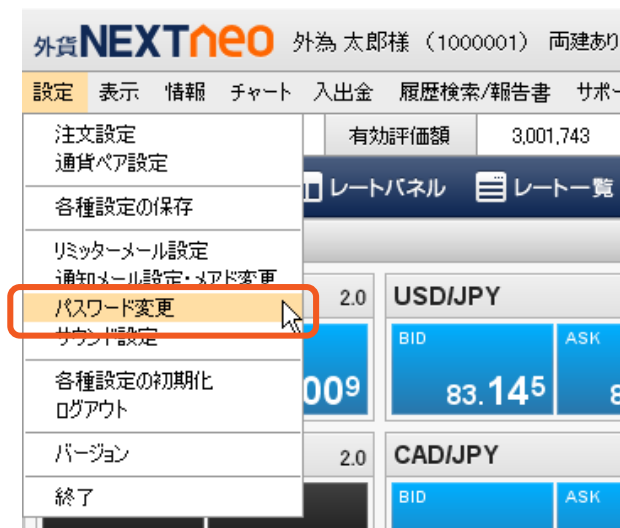 外貨NEXTneo 外為 太郎様 (1000001) 両建あり
設定 表示 情報 チャート 入出金 履歴検索/報告書 サポー
有効評価額 3,001,743
注文設定
通貨ペア設定
各種設定の保存
リミッターメール設定
通知メール設定・メアド変更
パスワード変更
サウンド設定
各種設定の初期化
ログアウト
バージョン
終了
レートパネル レート一覧
2.0 USD/JPY
BID ASK
009 83.145
2.0 CAD/JPY
BID ASK